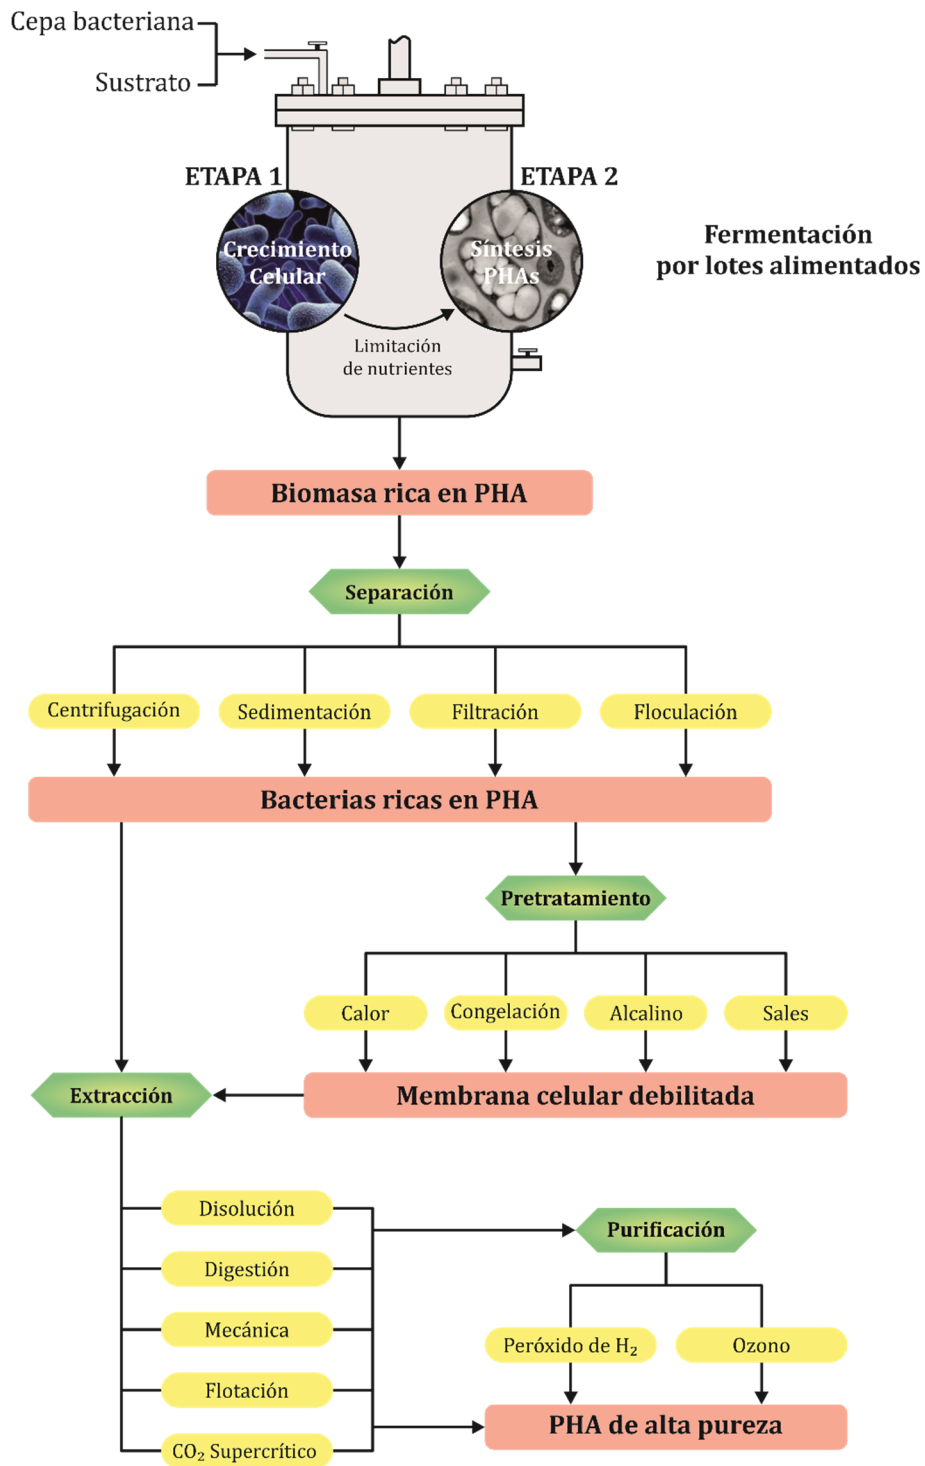 Cepa bacteriana
Sustrato
ETAPA 1
ETAPA 2
Crecimiento
Celular
Síntesis
PHAs
Fermentación
por lotes alimentados
Limitación
de nutrientes
Biomasa rica en PHA
Separación
Centrifugación
Sedimentación
Filtración
Floculación
Bacterias ricas en PHA
Pretratamiento
Calor
Congelación
Alcalino
Sales
Extracción
Membrana celular debilitada
Disolución
Digestión
Mecánica
Flotación
CO₂ Supercrítico
Purificación
Peróxido de H₂
Ozono
PHA de alta pureza